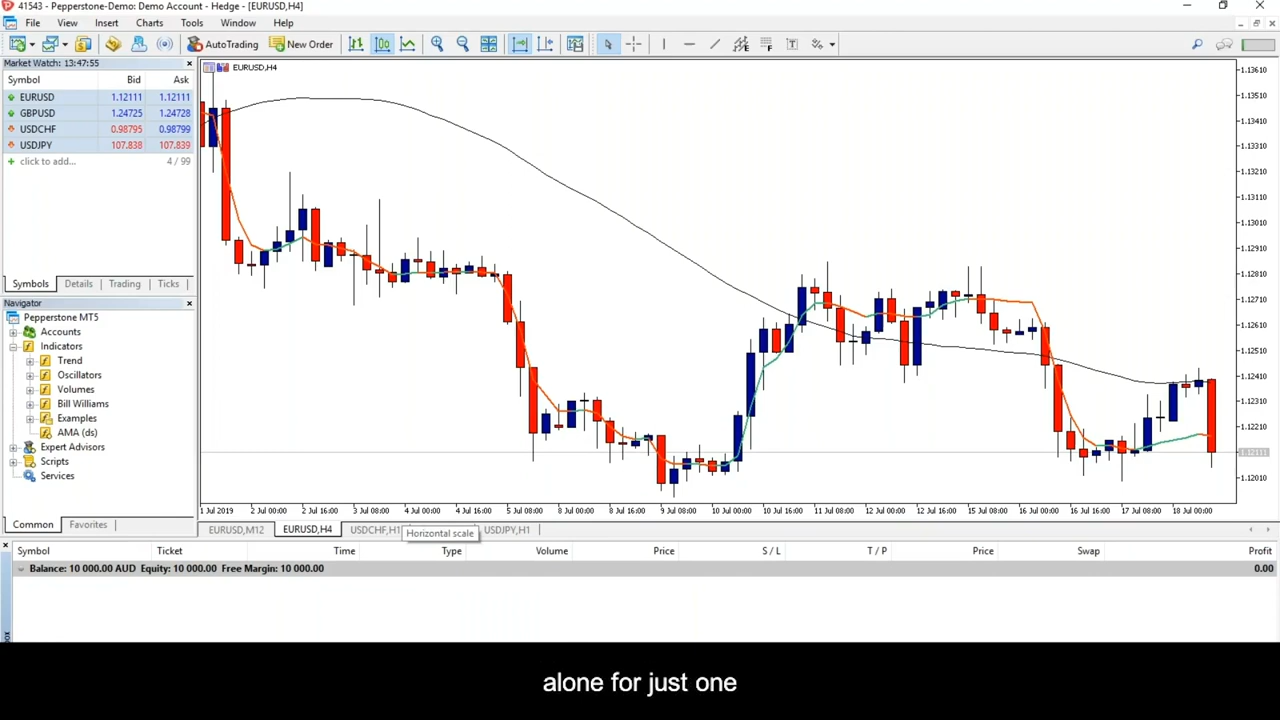 41543 - Pepperstone-Demo: Demo Account - Hedge - [EURUSD,H4]
File View Insert Charts Tools Window Help
AutoTrading New Order
Market Watch: 13:47:55
Symbol Bid Ask
EURUSD 1.12111 1.12111
GBPUSD 1.24725 1.24728
USDCHF 0.98795 0.98799
USDJPY 107.838 107.839
click to add... 4 / 99
Symbols Details Trading Ticks
Navigator
Pepperstone MT5
Accounts
Indicators
Trend
Oscillators
Volumes
Bill Williams
Examples
AMA (ds)
Expert Advisors
Scripts
Services
Common Favorites
EURUSD,H4
1.13610
1.13510
1.13410
1.13310
1.13210
1.13110
1.13010
1.12910
1.12810
1.12710
1.12610
1.12510
1.12410
1.12310
1.12210
1.12111
1.12010
1 Jul 2019 2 Jul 00:00 2 Jul 16:00 3 Jul 08:00 4 Jul 00:00 4 Jul 16:00 5 Jul 08:00 8 Jul 00:00 8 Jul 16:00 9 Jul 08:00 10 Jul 00:00 10 Jul 16:00 11 Jul 08:00 12 Jul 00:00 12 Jul 16:00 15 Jul 08:00 16 Jul 00:00 16 Jul 16:00 17 Jul 08:00 18 Jul 00:00
EURUSD,M12 EURUSD,H4 USDCHF,H1 USDJPY,H1
Horizontal scale
Symbol Ticket Time Type Volume Price S / L T / P Price Swap Profit
Balance: 10 000.00 AUD Equity: 10 000.00 Free Margin: 10 000.00 0.00
alone for just one